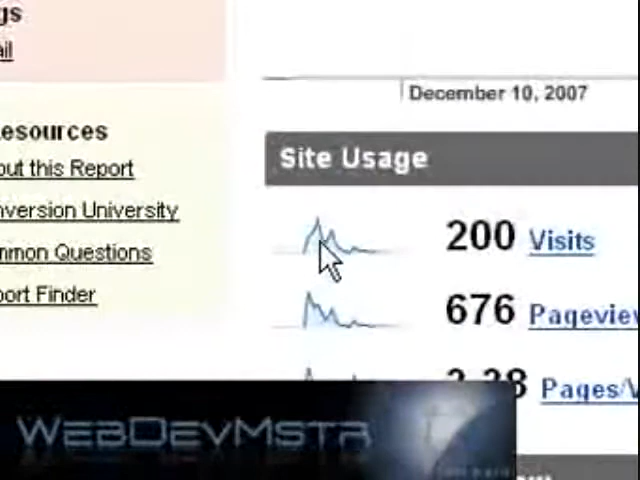 gs
ail
esources
out this Report
nversion University
mmon Questions
port Finder
December 10, 2007
Site Usage
200 Visits
676 Pageview
Pages/V
WEBDEVMSTR